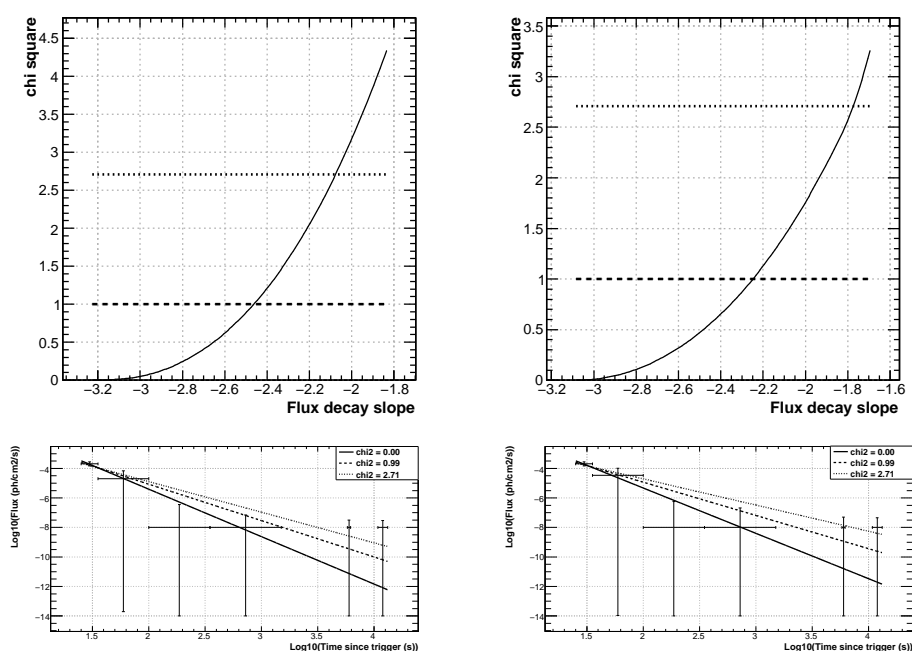 chi square
4.5
4
3.5
3
2.5
2
1.5
1
0.5
0
−3.2 −3 −2.8 −2.6 −2.4 −2.2 −2 −1.8
Flux decay slope
chi square
3.5
3
2.5
2
1.5
1
0.5
0
−3.2 −3 −2.8 −2.6 −2.4 −2.2 −2 −1.8 −1.6
Flux decay slope
Log10(Flux (ph/cm2/s))
−4
−6
−8
−10
−12
−14
chi2 = 0.00
chi2 = 0.99
chi2 = 2.71
1.5 2 2.5 3 3.5 4
Log10(Time since trigger (s))
Log10(Flux (ph/cm2/s))
−4
−6
−8
−10
−12
−14
chi2 = 0.00
chi2 = 0.99
chi2 = 2.71
1.5 2 2.5 3 3.5 4
Log10(Time since trigger (s))